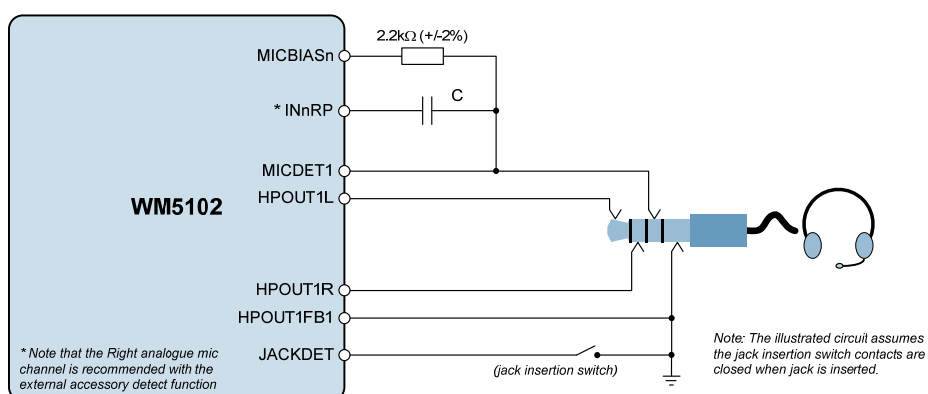 2.2kΩ (+/-2%)
MICBIASn
* INnRP
C
MICDET1
HPOUT1L
WM5102
HPOUT1R
HPOUT1FB1
JACKDET
(jack insertion switch)
* Note that the Right analogue mic
channel is recommended with the
external accessory detect function
Note: The illustrated circuit assumes
the jack insertion switch contacts are
closed when jack is inserted.